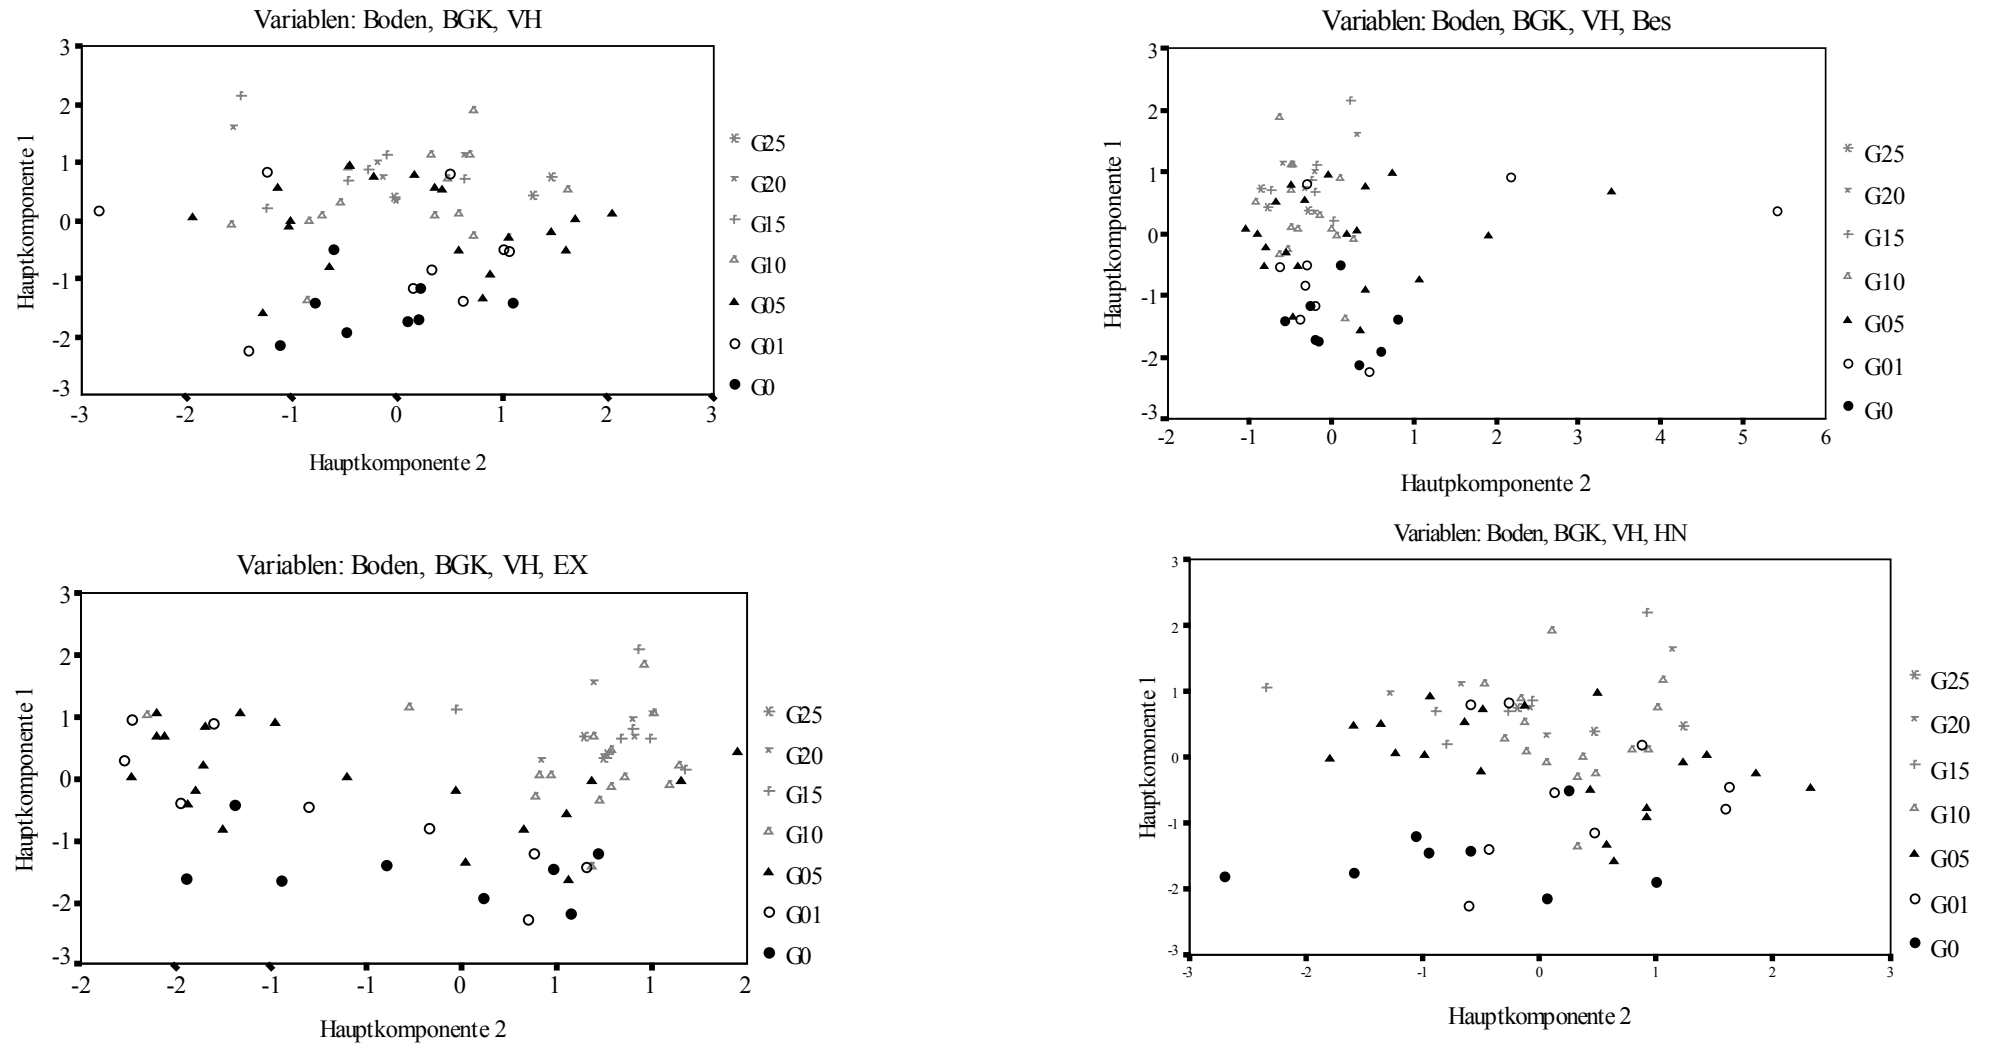 Variablen: Boden, BGK, VH
Hauptkomponente 1
3
2
1
0
-1
-2
-3
-3
-2
-1
0
1
2
3
Hauptkomponente 2
G25
G20
G15
G10
G05
G01
G0
Variablen: Boden, BGK, VH, Bes
Hauptkomponente 1
3
2
1
0
-1
-2
-3
-2
-1
0
1
2
3
4
5
6
Hautpkomponente 2
G25
G20
G15
G10
G05
G01
G0
Variablen: Boden, BGK, VH, EX
Hauptkomponente 1
3
2
1
0
-1
-2
-3
-2
-2
-1
-1
0
1
1
2
Hauptkomponente 2
G25
G20
G15
G10
G05
G01
G0
Variablen: Boden, BGK, VH, HN
Hauptkomonente 1
3
2
1
0
-1
-2
-3
-3
-2
-1
0
1
2
3
Hauptkomponente 2
G25
G20
G15
G10
G05
G01
G0